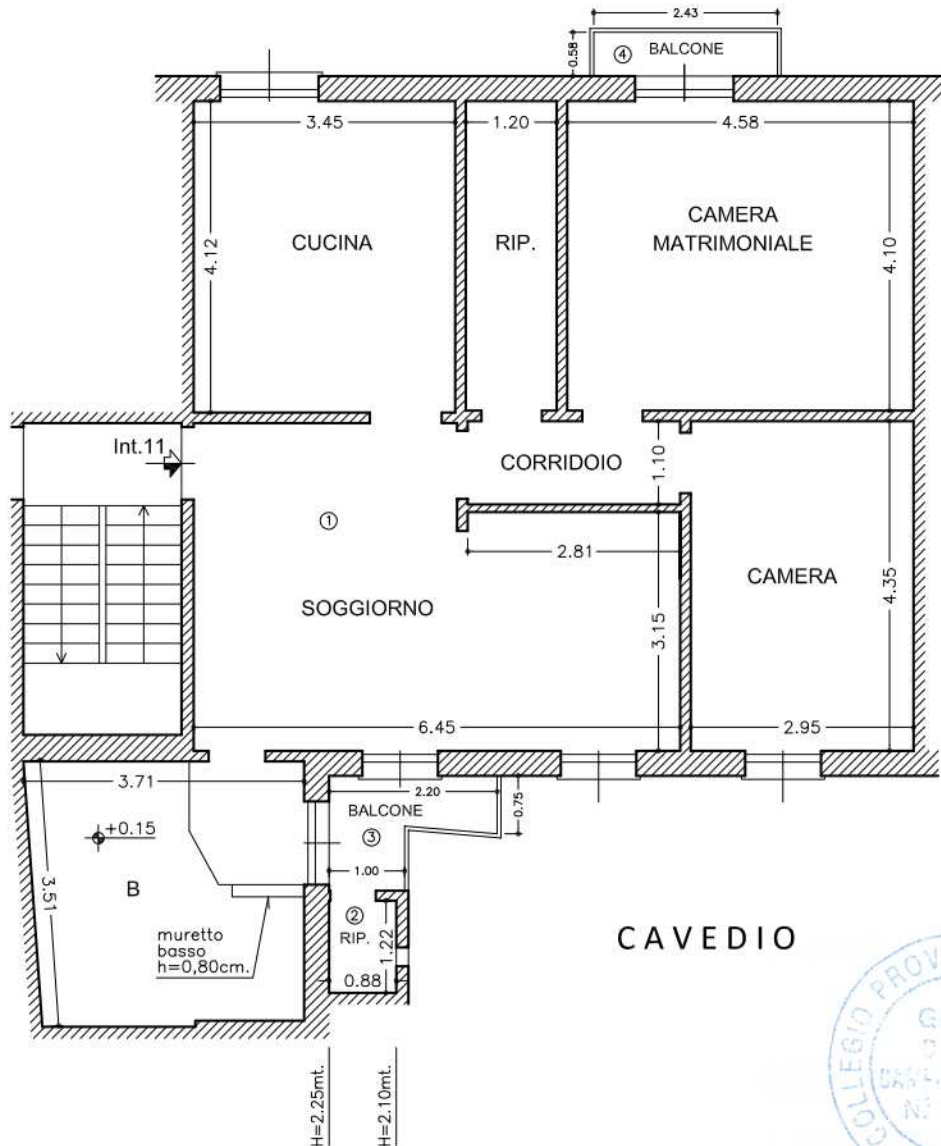 2.43
0.58
④ BALCONE
3.45
1.20
4.58
CUCINA
RIP.
CAMERA
MATRIMONIALE
4.12
4.10
Int.11
CORRIDOIO
1.10
①
2.81
SOGGIORNO
CAMERA
3.15
4.35
6.45
2.95
3.71
2.20
BALCONE
0.75
③
+0.15
1.00
B
3.51
②
RIP.
1.22
muretto
basso
h=0,80cm.
0.88
CAVEDIO
H=2.25mt.
H=2.10mt.
COLLEGIO PROV